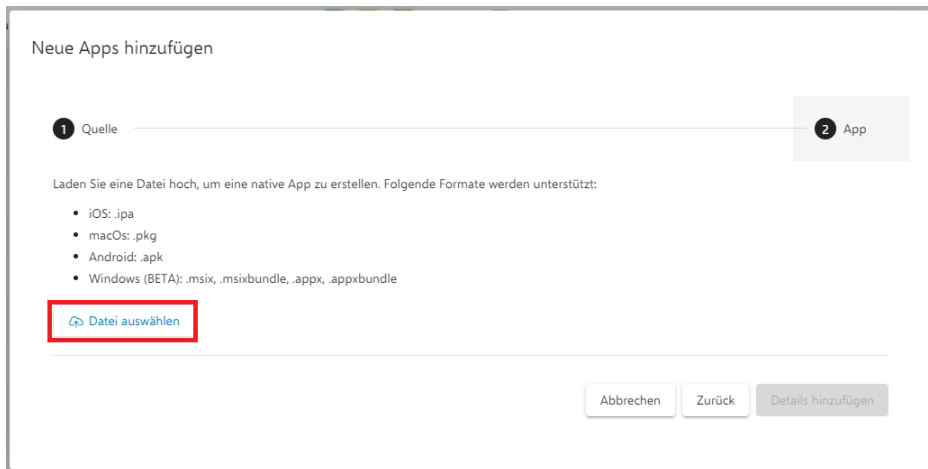 Neue Apps hinzufügen
1 Quelle
2 App
Laden Sie eine Datei hoch, um eine native App zu erstellen. Folgende Formate werden unterstützt:
• iOS: .ipa
• macOs: .pkg
• Android: .apk
• Windows (BETA): .msix, .msixbundle, .appx, .appxbundle
Datei auswählen
Abbrechen Zurück Details hinzufügen